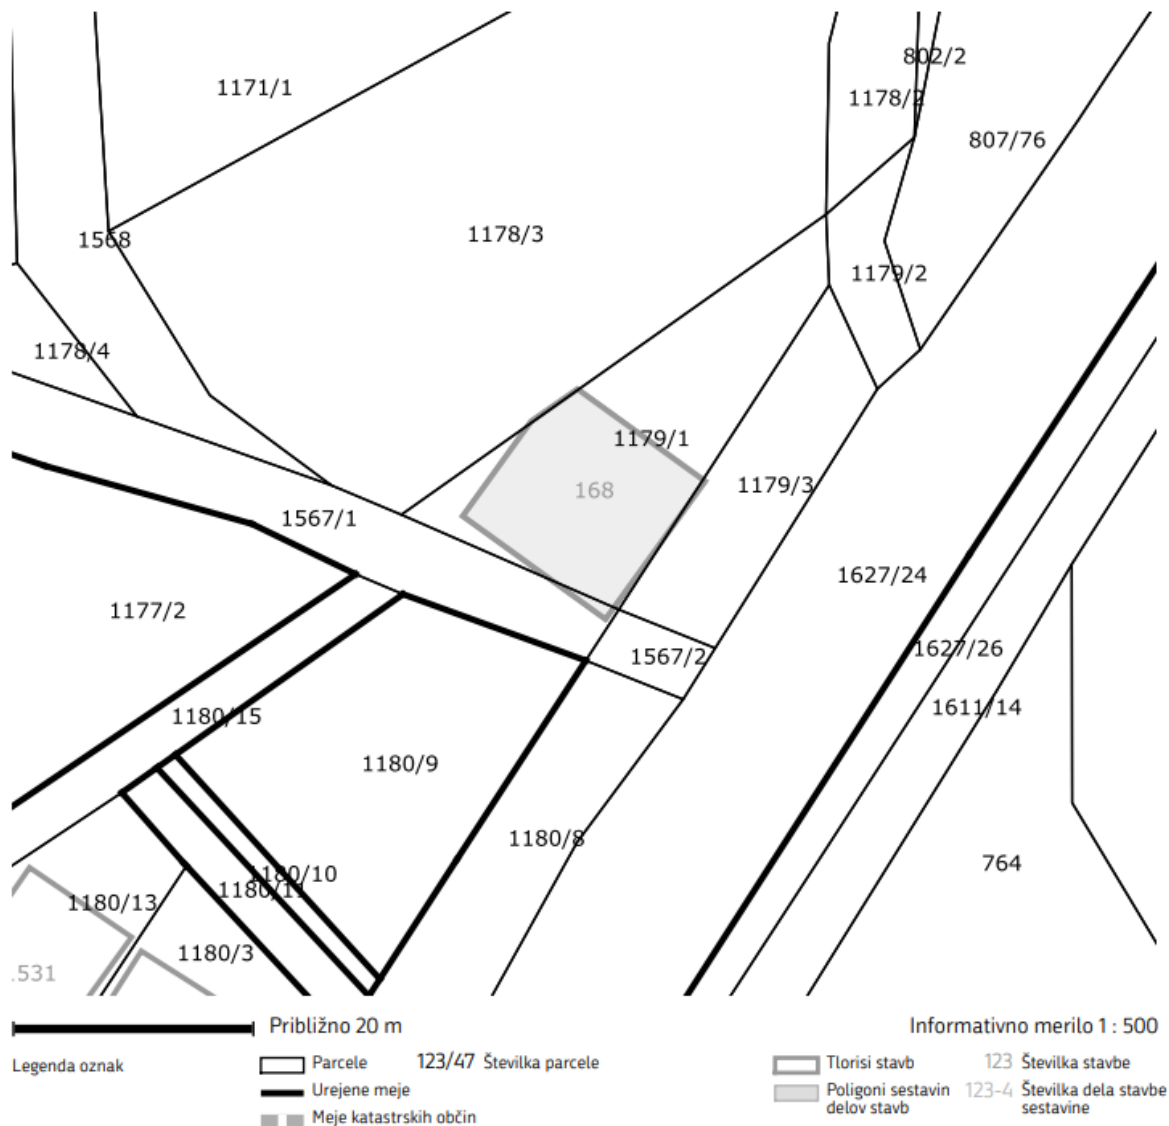 802/2
1171/1
1178/2
807/76
1178/3
1568
1179/2
1178/4
1179/1
1179/3
168
1567/1
1627/24
1177/2
1627/26
1567/2
1611/14
1180/15
1180/9
1180/8
764
1180/10
1180/11
1180/13
1180/3
.531
Približno 20 m
Informativno merilo 1 : 500
Legenda oznak
Parcele
123/47 Številka parcele
Urejene meje
Meje katastrskih občin
Tlorisi stavb
Poligoni sestavin
delov stavb
123 Številka stavbe
123-4 Številka dela stavbe
sestavine